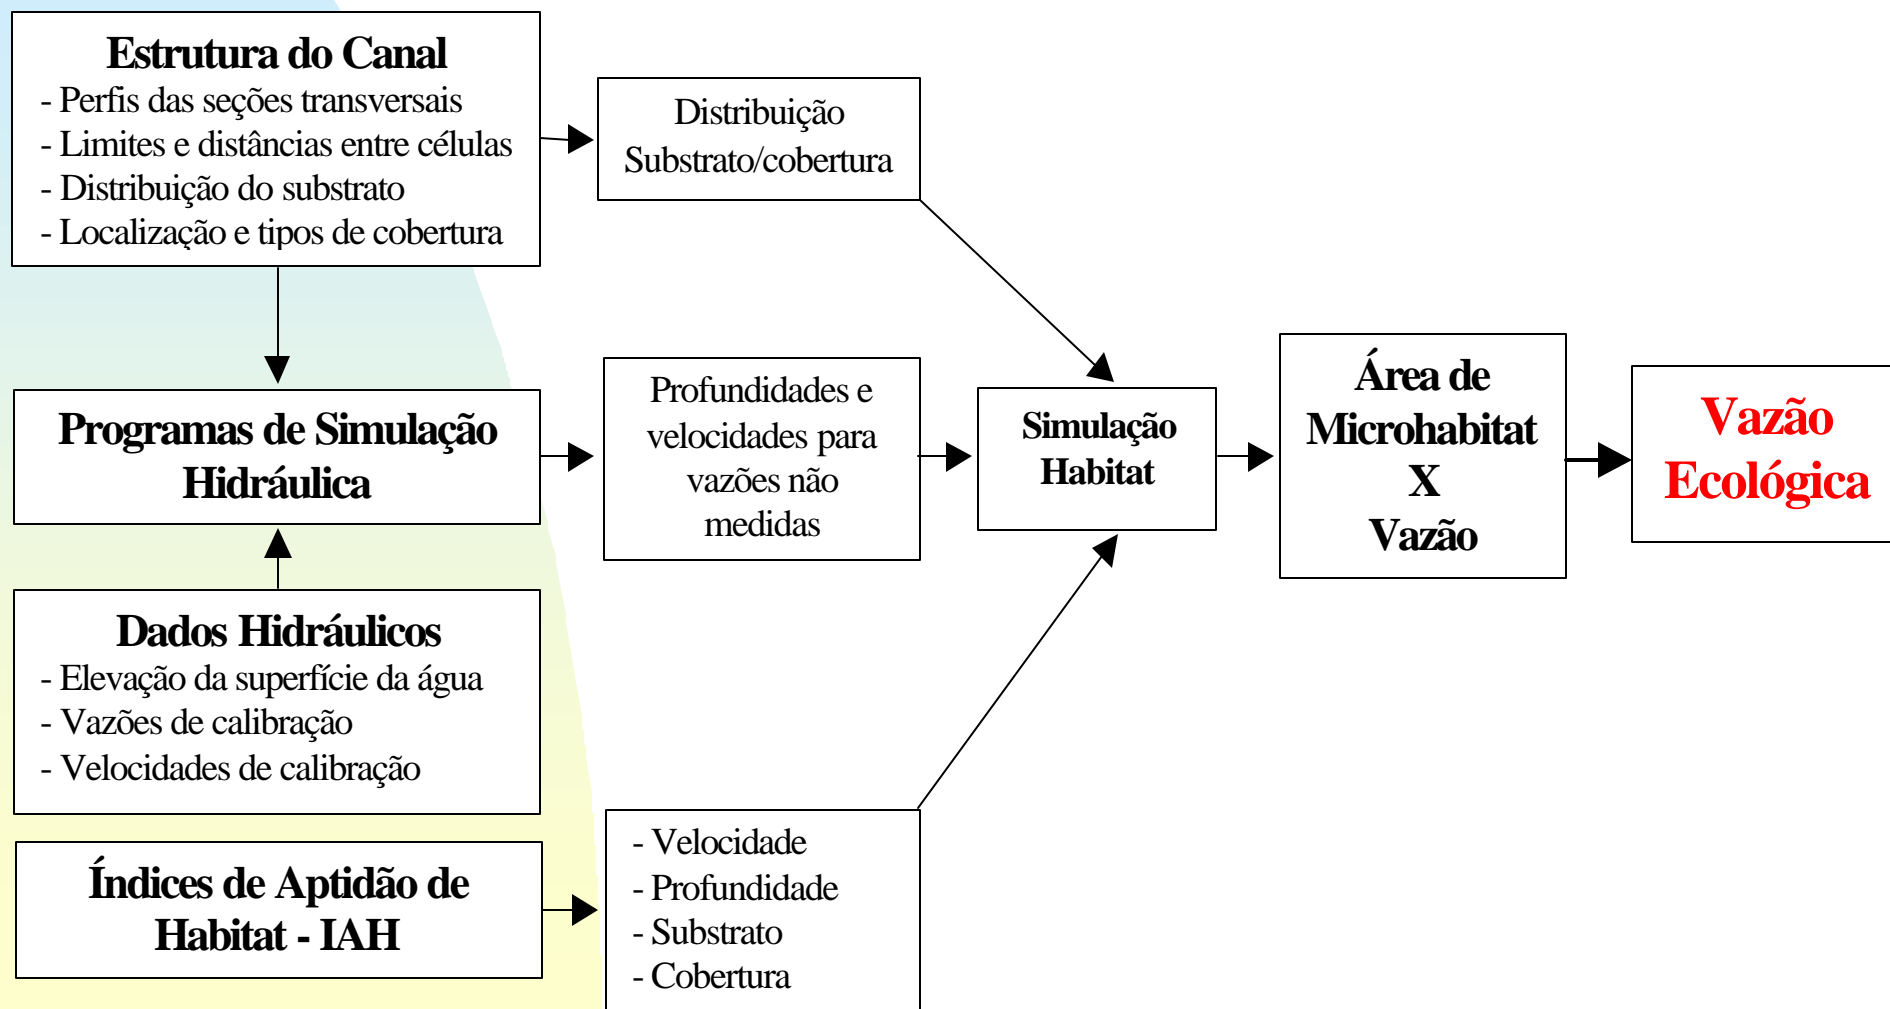 Estrutura do Canal
- Perfis das seções transversais
- Limites e distâncias entre células
- Distribuição do substrato
- Localização e tipos de cobertura
Distribuição
Substrato/cobertura
Programas de Simulação
Hidráulica
Profundidades e
velocidades para
vazões não
medidas
Simulação
Habitat
Área de
Microhabitat
X
Vazão
Vazão
Ecológica
Dados Hidráulicos
- Elevação da superfície da água
- Vazões de calibração
- Velocidades de calibração
Índices de Aptidão de
Habitat - IAH
- Velocidade
- Profundidade
- Substrato
- Cobertura